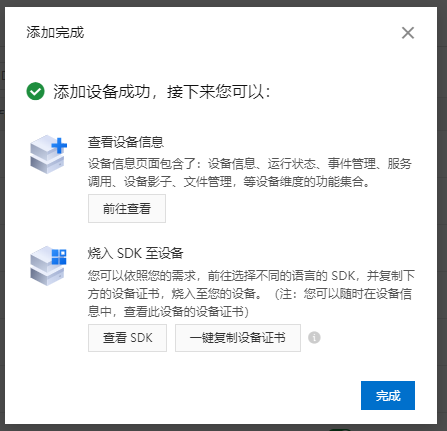 添加完成
添加设备成功，接下来您可以：
查看设备信息
设备信息页面包含了：设备信息、运行状态、事件管理、服务
调用、设备影子、文件管理，等设备维度的功能集合。
前往查看
烧入 SDK 至设备
您可以依照您的需求，前往选择不同的语言的 SDK，并复制下
方的设备证书，烧入至您的设备。（注：您可以随时在设备信
息中，查看此设备的设备证书）
查看 SDK
一键复制设备证书
完成